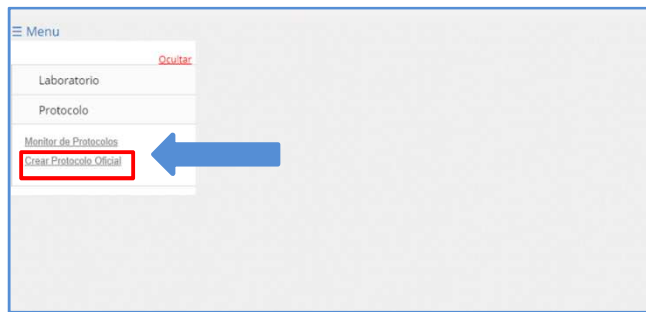 ☰ Menu
Ocultar
Laboratorio
Protocolo
Monitor de Protocolos
Crear Protocolo Oficial